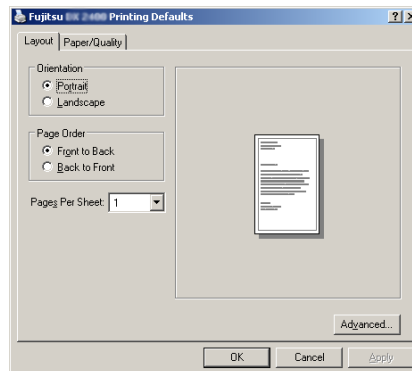 Fujitsu Printing Defaults
Layout
Paper/Quality
Orientation
Portrait
Landscape
Page Order
Front to Back
Back to Front
Pages Per Sheet: 1
Advanced...
OK
Cancel
Apply